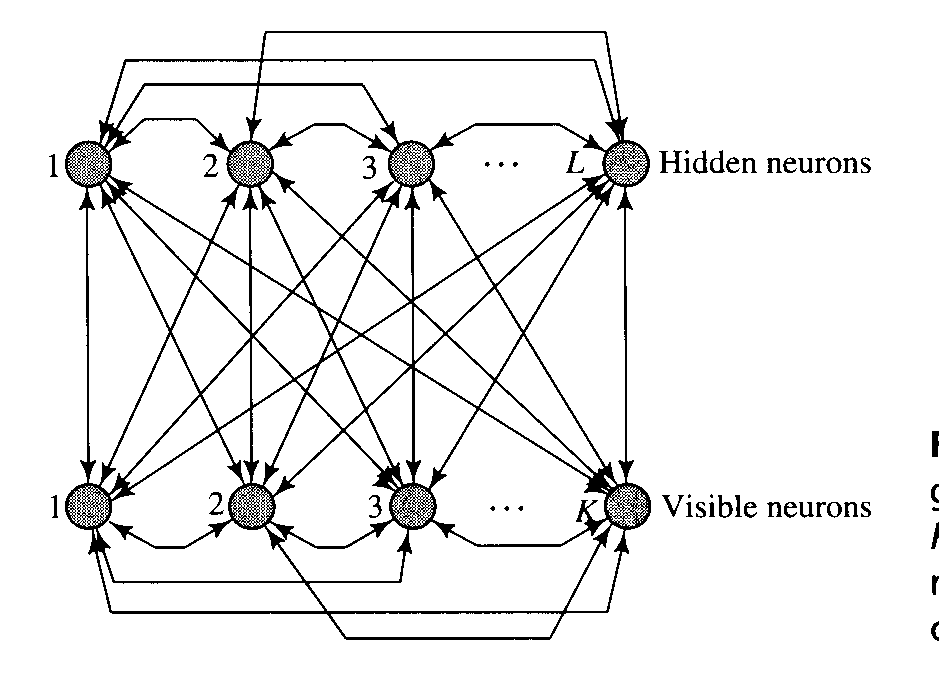 1 2 3 ... L Hidden neurons
1 2 3 ... K Visible neurons
g
r